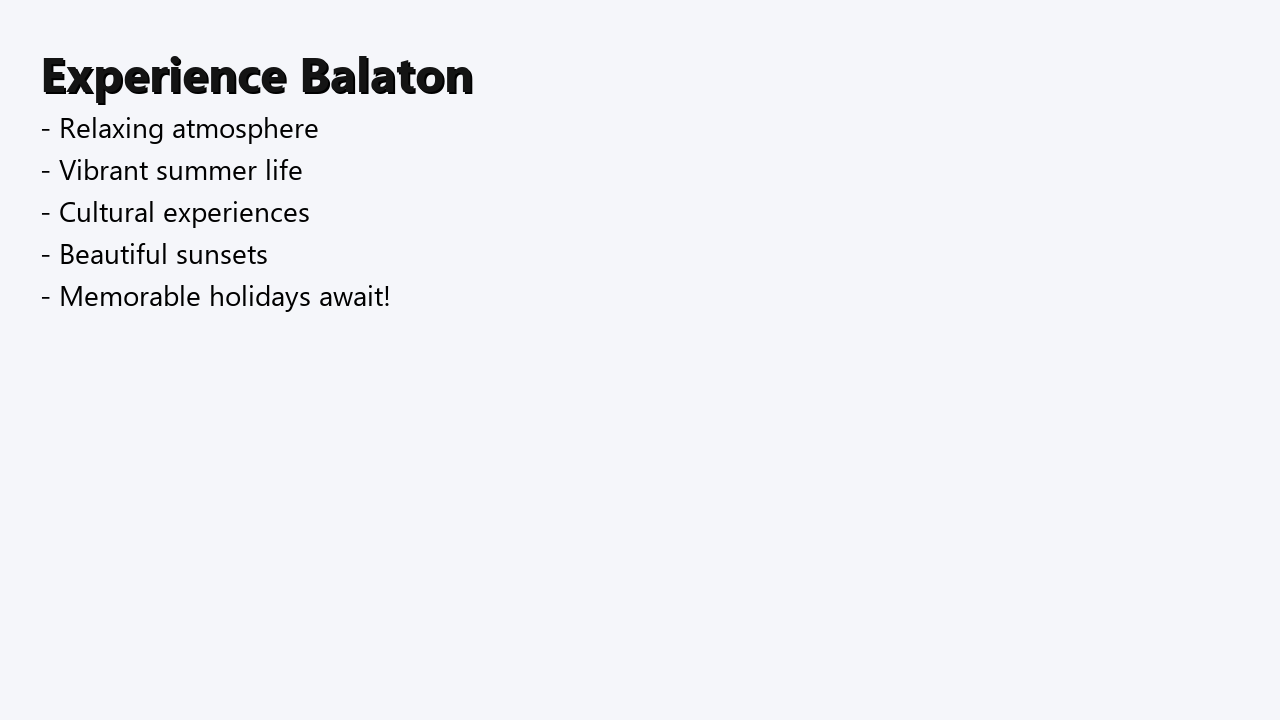 Experience Balaton
- Relaxing atmosphere
- Vibrant summer life
- Cultural experiences
- Beautiful sunsets
- Memorable holidays await!